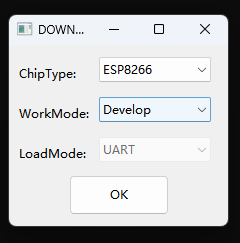 DOWN...
ChipType: ESP8266
WorkMode: Develop
LoadMode: UART
OK